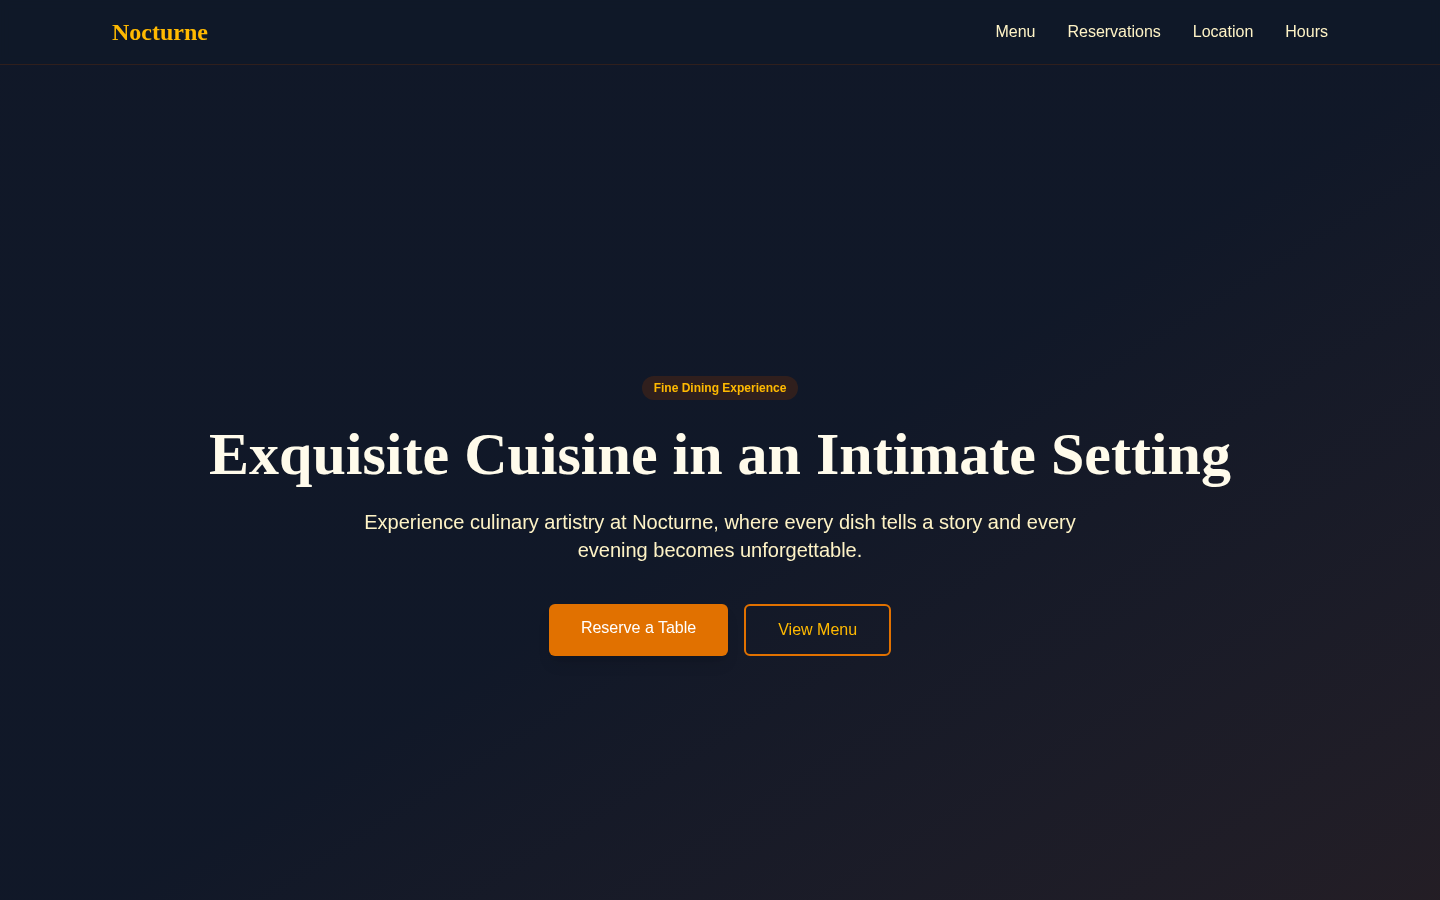 Nocturne
Menu
Reservations
Location
Hours
Fine Dining Experience
Exquisite Cuisine in an Intimate Setting
Experience culinary artistry at Nocturne, where every dish tells a story and every
evening becomes unforgettable.
Reserve a Table
View Menu